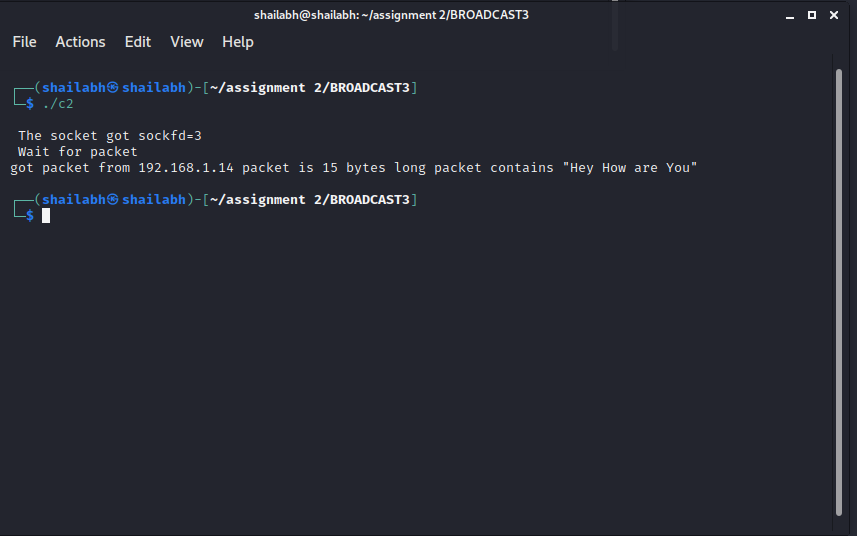 shailabh@shailabh: ~/assignment 2/BROADCAST3
File Actions Edit View Help
┌──(shailabh㉿shailabh)-[~/assignment 2/BROADCAST3]
└─$ ./c2
The socket got sockfd=3
Wait for packet
got packet from 192.168.1.14 packet is 15 bytes long packet contains "Hey How are You"
┌──(shailabh㉿shailabh)-[~/assignment 2/BROADCAST3]
└─$